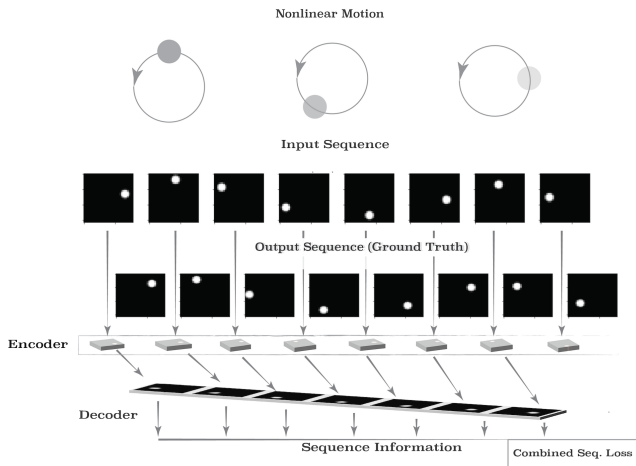 Nonlinear Motion
Input Sequence
Output Sequence (Ground Truth)
Encoder
Decoder
Sequence Information
Combined Seq. Loss